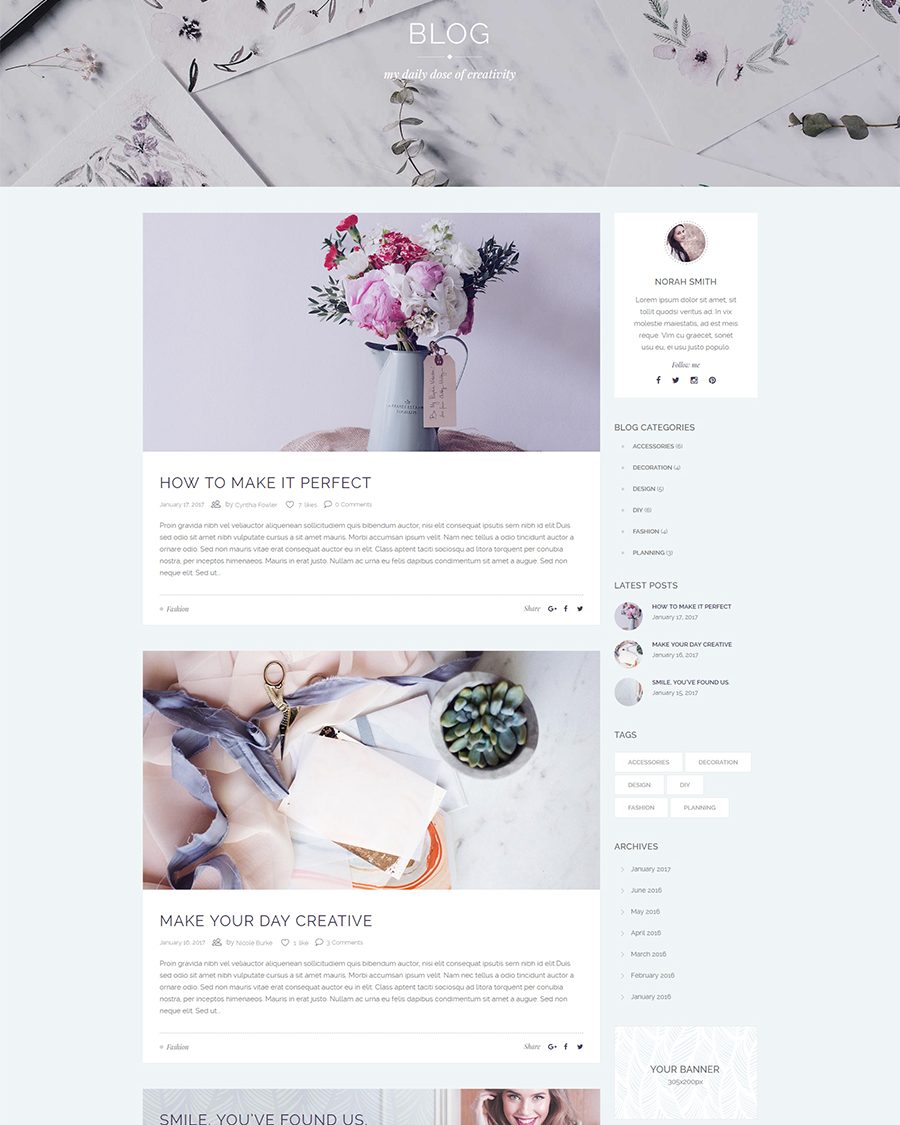 BLOG
my daily dose of creativity
HOW TO MAKE IT PERFECT
January 17, 2017 by Cynthia Fowler 7 likes 0 Comments
Proin gravida nibh vel veliauctor aliquenean sollicitudiem quis bibendum auctor, nisi elit consequat ipsutis sem nibh id elit.Duis
sed odio sit amet nibh vulputate cursus a sit amet mauris. Morbi accumsan ipsum velit. Nam nec tellus a odio tincidunt auctor a
ornare odio. Sed non mauris vitae erat consequat auctor eu in elit. Class aptent taciti sociosqu ad litora torquent per conubia
nostra, per inceptos himenaeos. Mauris in erat justo. Nullam ac urna eu felis dapibus condimentum sit amet a augue. Sed non
neque elit. Sed ut...
Fashion
Share
MAKE YOUR DAY CREATIVE
January 16, 2017 by Nicole Burke 1 like 3 Comments
Proin gravida nibh vel veliauctor aliquenean sollicitudiem quis bibendum auctor, nisi elit consequat ipsutis sem nibh id elit.Duis
sed odio sit amet nibh vulputate cursus a sit amet mauris. Morbi accumsan ipsum velit. Nam nec tellus a odio tincidunt auctor a
ornare odio. Sed non mauris vitae erat consequat auctor eu in elit. Class aptent taciti sociosqu ad litora torquent per conubia
nostra, per inceptos himenaeos. Mauris in erat justo. Nullam ac urna eu felis dapibus condimentum sit amet a augue. Sed non
neque elit. Sed ut...
Fashion
Share
SMILE, YOU'VE FOUND US.
NORAH SMITH
Lorem ipsum dolor sit amet, sit
tollit quodsi veritus ad. In vix
molestie maiestatis, ad est meis
reque. Vim cu graecet, sonet
usu eu, ei usu justo populo
Follow me
BLOG CATEGORIES
ACCESSORIES (6)
DECORATION (4)
DESIGN (5)
DIY (6)
FASHION (4)
PLANNING (3)
LATEST POSTS
HOW TO MAKE IT PERFECT
January 17, 2017
MAKE YOUR DAY CREATIVE
January 16, 2017
SMILE, YOU'VE FOUND US.
January 15, 2017
TAGS
ACCESSORIES DECORATION
DESIGN DIY
FASHION PLANNING
ARCHIVES
January 2017
June 2016
May 2016
April 2016
March 2016
February 2016
January 2016
YOUR BANNER
305x200px